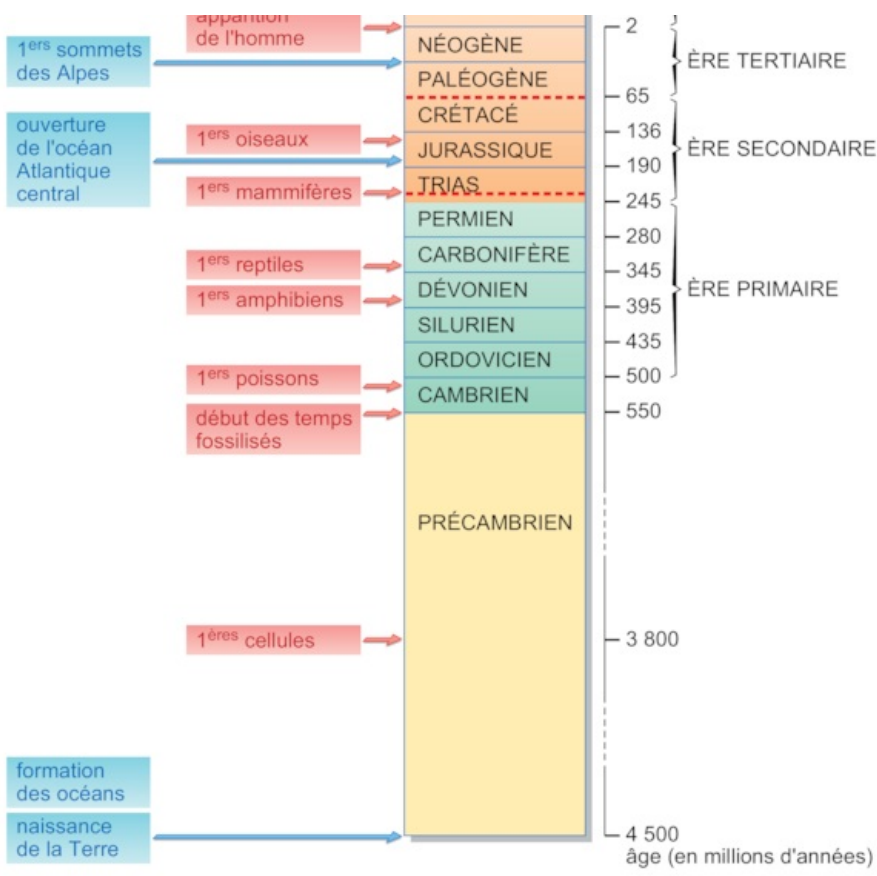 apparition
de l'homme
1ers sommets
des Alpes
ouverture
de l'océan
Atlantique
central
1ers oiseaux
1ers mammifères
1ers reptiles
1ers amphibiens
1ers poissons
début des temps
fossilisés
1ères cellules
formation
des océans
naissance
de la Terre
NÉOGÈNE
PALÉOGÈNE
CRÉTACÉ
JURASSIQUE
TRIAS
PERMIEN
CARBONIFÈRE
DÉVONIEN
SILURIEN
ORDOVICIEN
CAMBRIEN
PRÉCAMBRIEN
2
65
136
190
245
280
345
395
435
500
550
3 800
4 500
âge (en millions d'années)
ÈRE TERTIAIRE
ÈRE SECONDAIRE
ÈRE PRIMAIRE